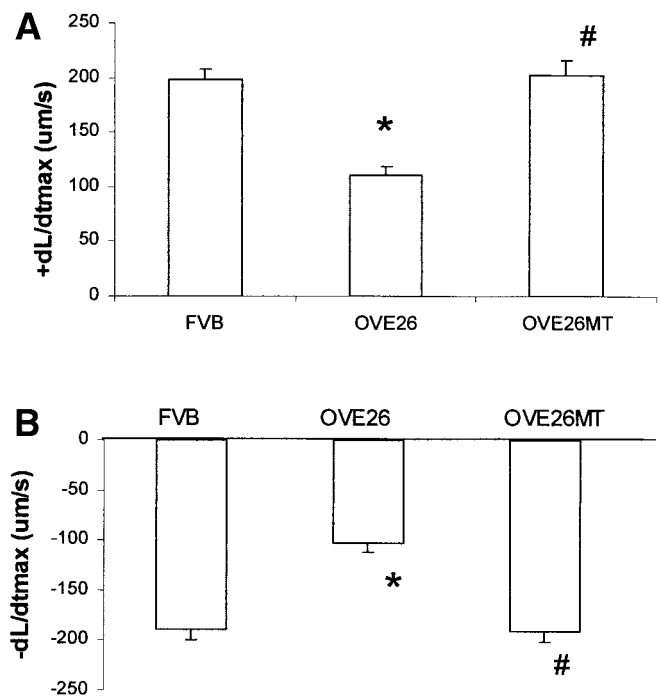 A
+dL/dtmax (um/s)
250
200
150
100
50
0
*
#
FVB OVE26 OVE26MT
B
-dL/dtmax (um/s)
FVB OVE26 OVE26MT
0
-50
-100
-150
-200
-250
*
#